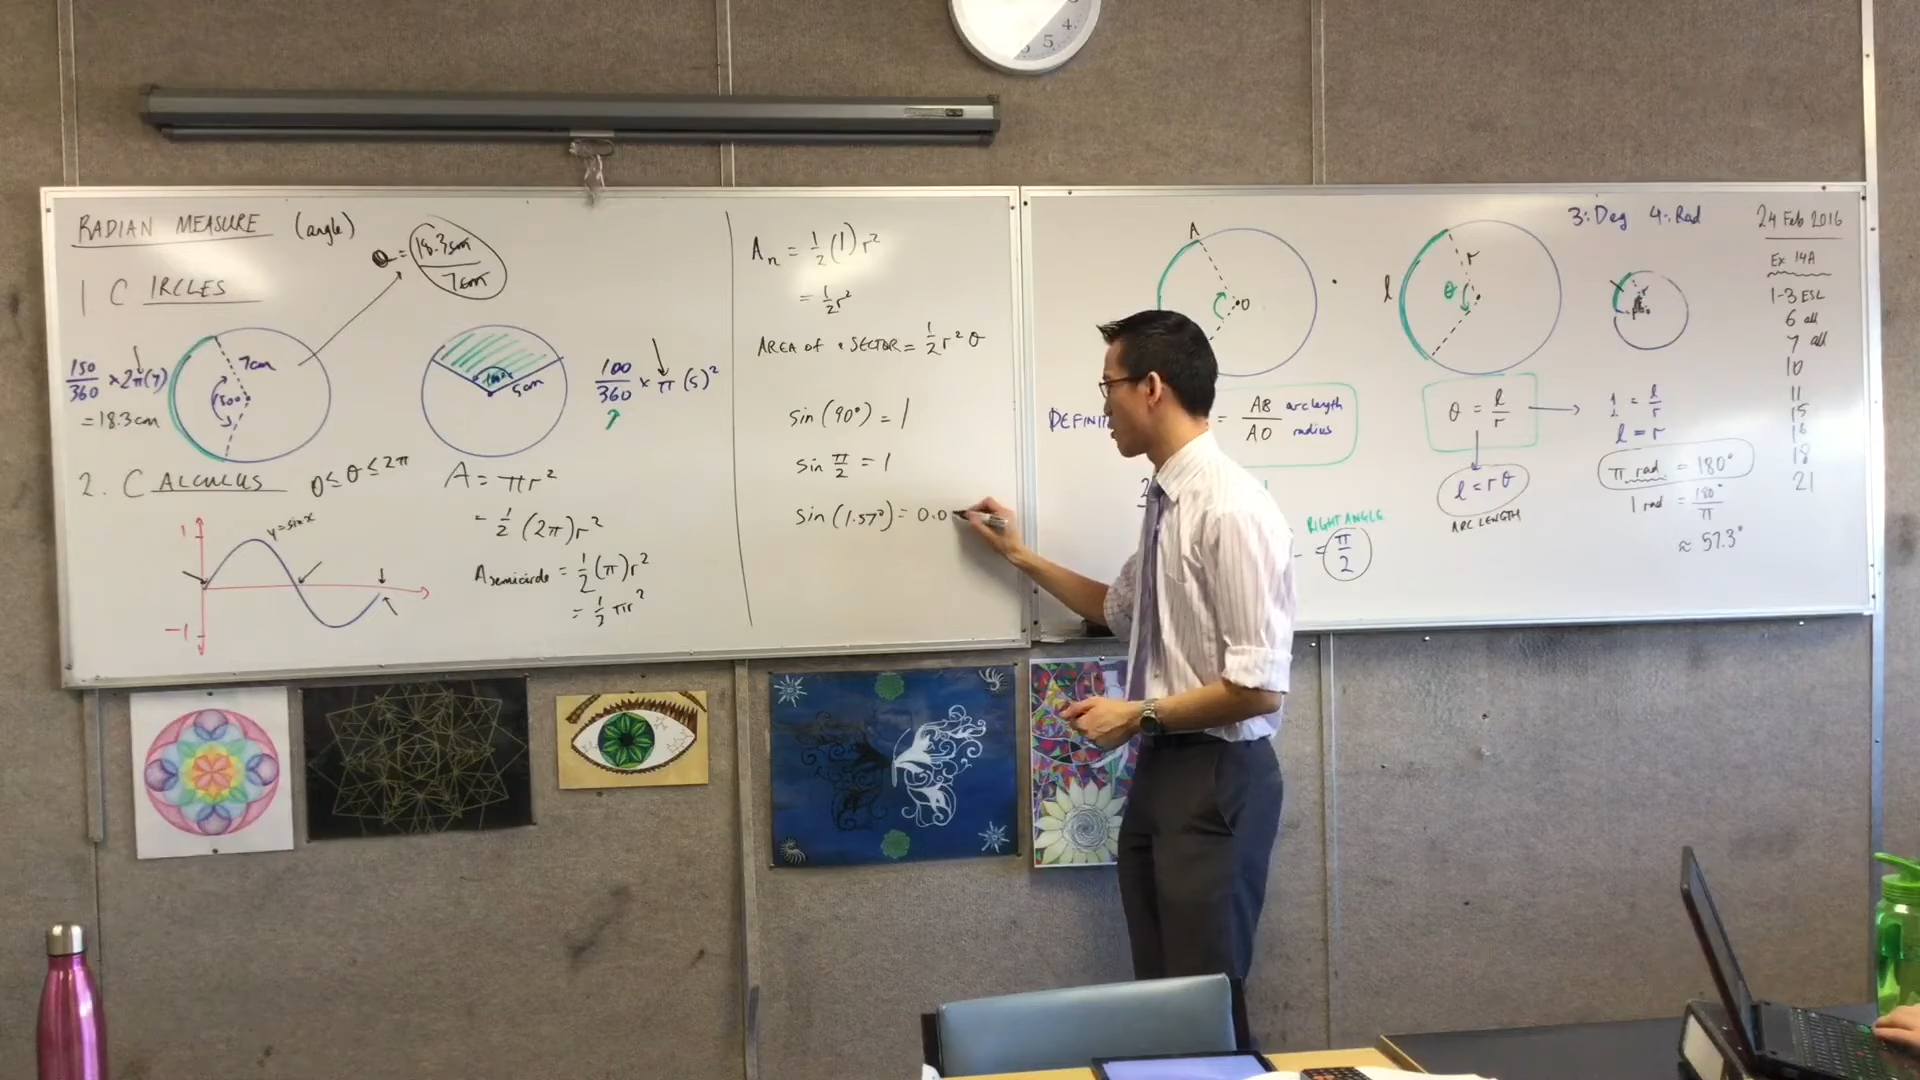 RADIAN MEASURE (angle)
θ = 18.3cm / 7cm
1 CIRCLES
150/360 × 2π(7)
= 18.3cm
7cm
150°
100°
5cm
100/360 × π (5)²
2. CALCULUS 0 ≤ θ ≤ 2π
y = sin x
1
-1
A = πr²
= 1/2 (2π) r²
A semicircle = 1/2 (π) r²
= 1/2 πr²
= 1/2 (1) r²
= 1/2 r²
AREA OF A SECTOR = 1/2 r² θ
sin (90°) = 1
sin π/2 = 1
sin (1.57°) = 0.0
A
O
DEFINIT
= AB arc length / AO radius
RIGHT ANGLE
= π/2
l
r
θ
θ = l/r
l = rθ
ARC LENGTH
3: Deg 4: Rad
= l/r
l = r
π rad = 180°
1 rad = 180°/π
≈ 57.3°
24 Feb 2016
Ex 14A
1-3 ESL
6 all
7 all
10
11
15
16
18
21
4
5